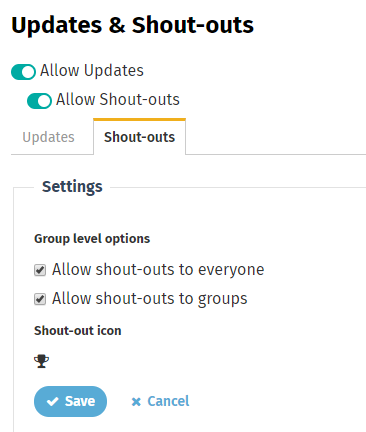 Updates & Shout-outs
Allow Updates
Allow Shout-outs
Updates Shout-outs
Settings
Group level options
Allow shout-outs to everyone
Allow shout-outs to groups
Shout-out icon
Save Cancel